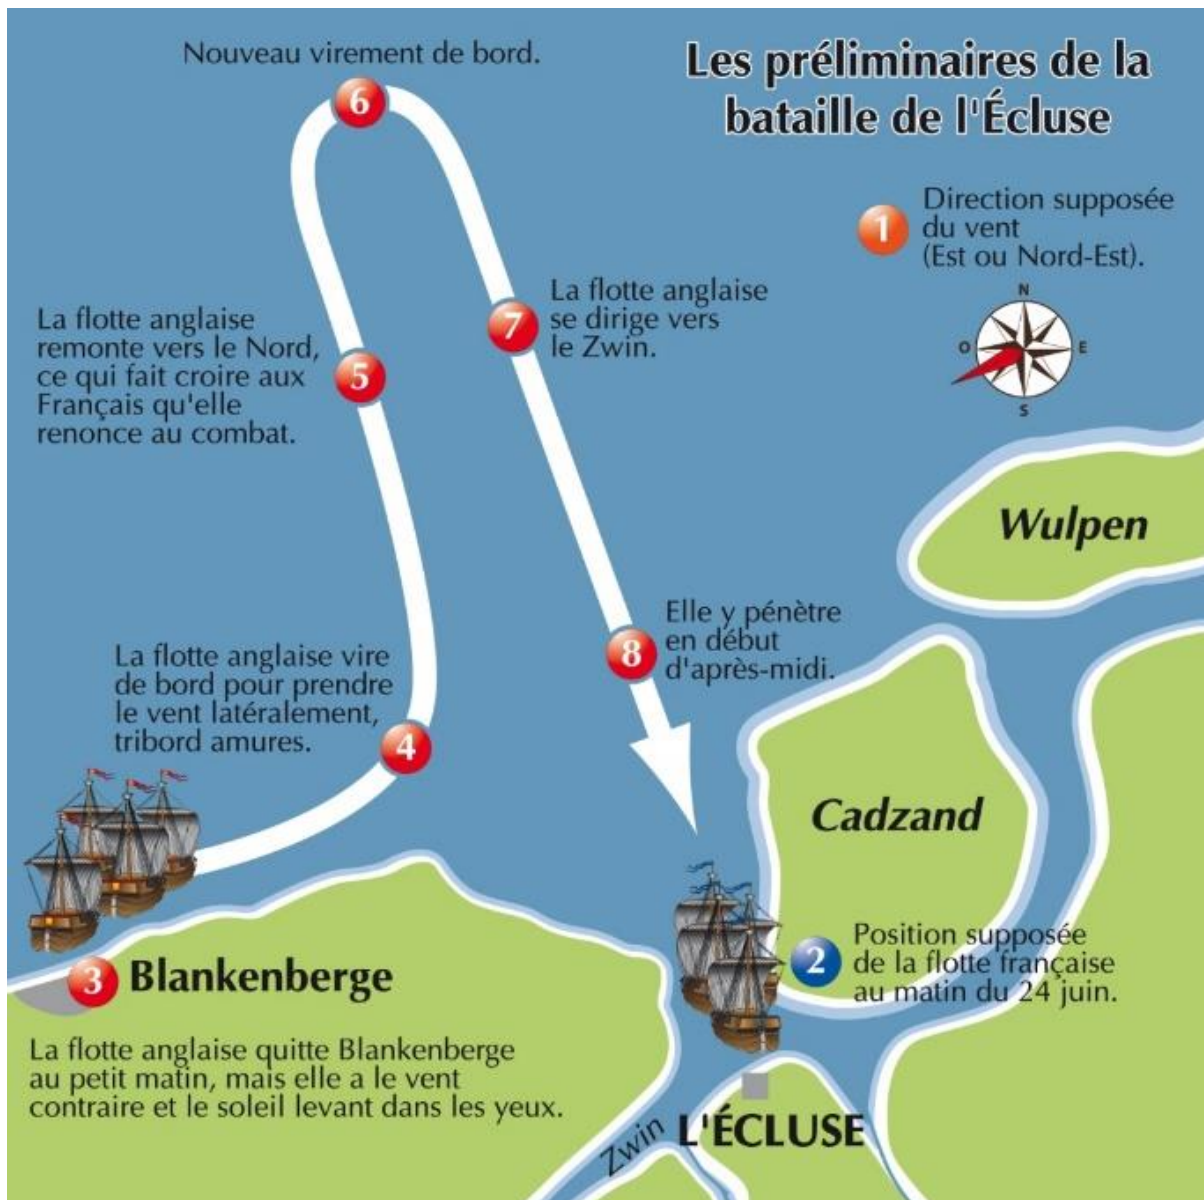 Les préliminaires de la
bataille de l'Écluse
1
Direction supposée
du vent
(Est ou Nord-Est).
N
O
E
S
2
Position supposée
de la flotte française
au matin du 24 juin.
3
Blankenberge
La flotte anglaise quitte Blankenberge
au petit matin, mais elle a le vent
contraire et le soleil levant dans les yeux.
4
La flotte anglaise vire
de bord pour prendre
le vent latéralement,
tribord amures.
5
La flotte anglaise
remonte vers le Nord,
ce qui fait croire aux
Français qu'elle
renonce au combat.
6
Nouveau virement de bord.
7
La flotte anglaise
se dirige vers
le Zwin.
8
Elle y pénètre
en début
d'après-midi.
Wulpen
Cadzand
L'ÉCLUSE
Zwin